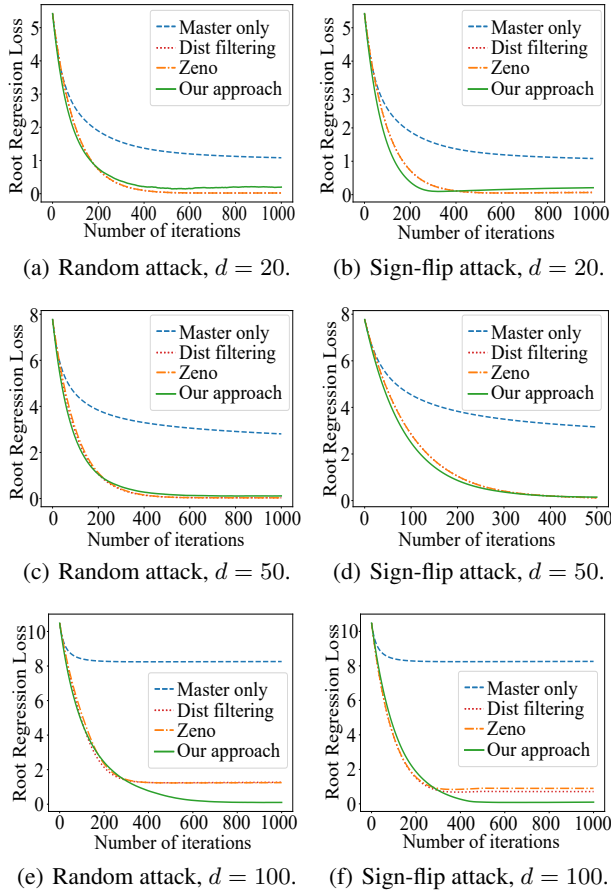 Root Regression Loss
5
4
3
2
1
0
Master only
Dist filtering
Zeno
Our approach
0 200 400 600 800 1000
Number of iterations
(a) Random attack, d = 20.
Root Regression Loss
5
4
3
2
1
0
Master only
Dist filtering
Zeno
Our approach
0 200 400 600 800 1000
Number of iterations
(b) Sign-flip attack, d = 20.
Root Regression Loss
8
6
4
2
0
Master only
Dist filtering
Zeno
Our approach
0 200 400 600 800 1000
Number of iterations
(c) Random attack, d = 50.
Root Regression Loss
8
6
4
2
0
Master only
Dist filtering
Zeno
Our approach
0 100 200 300 400 500
Number of iterations
(d) Sign-flip attack, d = 50.
Root Regression Loss
10
8
6
4
2
0
Master only
Dist filtering
Zeno
Our approach
0 200 400 600 800 1000
Number of iterations
(e) Random attack, d = 100.
Root Regression Loss
10
8
6
4
2
0
Master only
Dist filtering
Zeno
Our approach
0 200 400 600 800 1000
Number of iterations
(f) Sign-flip attack, d = 100.